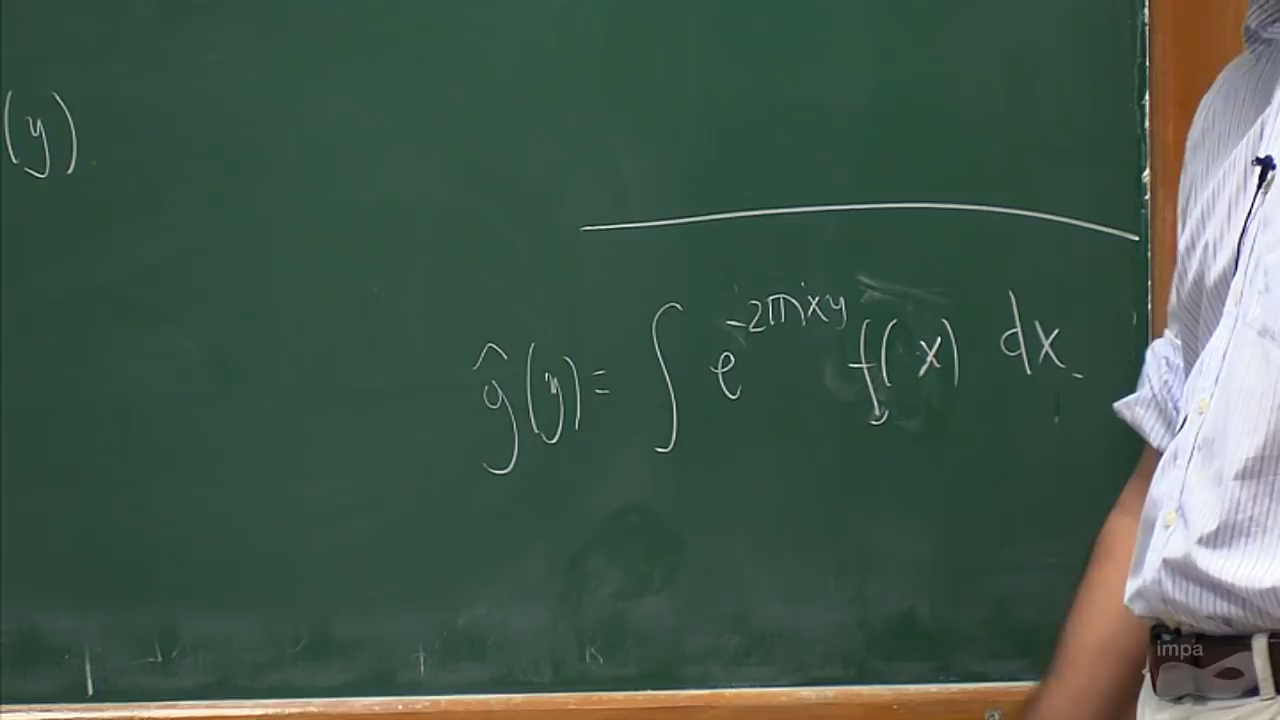 (y)
ĝ(y) = ∫ e^{-2πixy} f(x) dx
impa